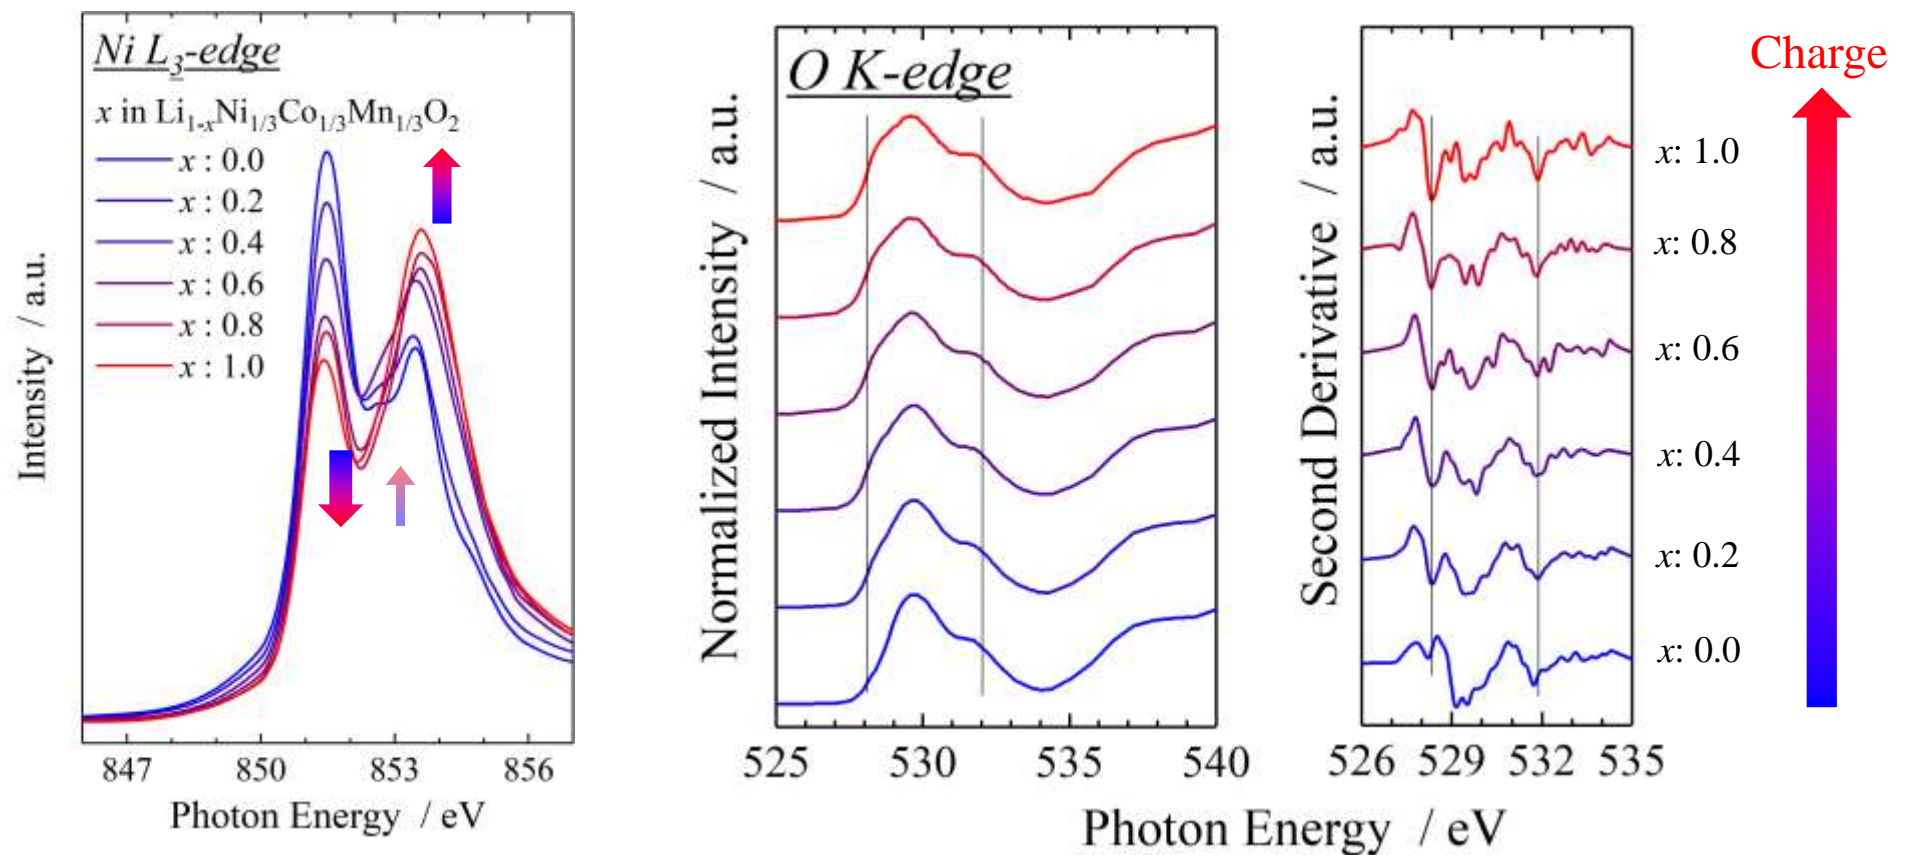 Ni L3-edge
x in Li1-xNi1/3Co1/3Mn1/3O2
x : 0.0
x : 0.2
x : 0.4
x : 0.6
x : 0.8
x : 1.0
Intensity / a.u.
847 850 853 856
Photon Energy / eV
O K-edge
Normalized Intensity / a.u.
525 530 535 540
Second Derivative / a.u.
526 529 532 535
Photon Energy / eV
Charge
x: 1.0
x: 0.8
x: 0.6
x: 0.4
x: 0.2
x: 0.0